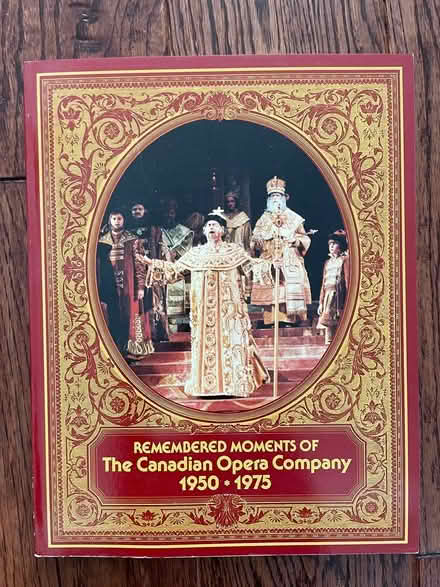 REMEMBERED MOMENTS OF
The Canadian Opera Company
1950 • 1975